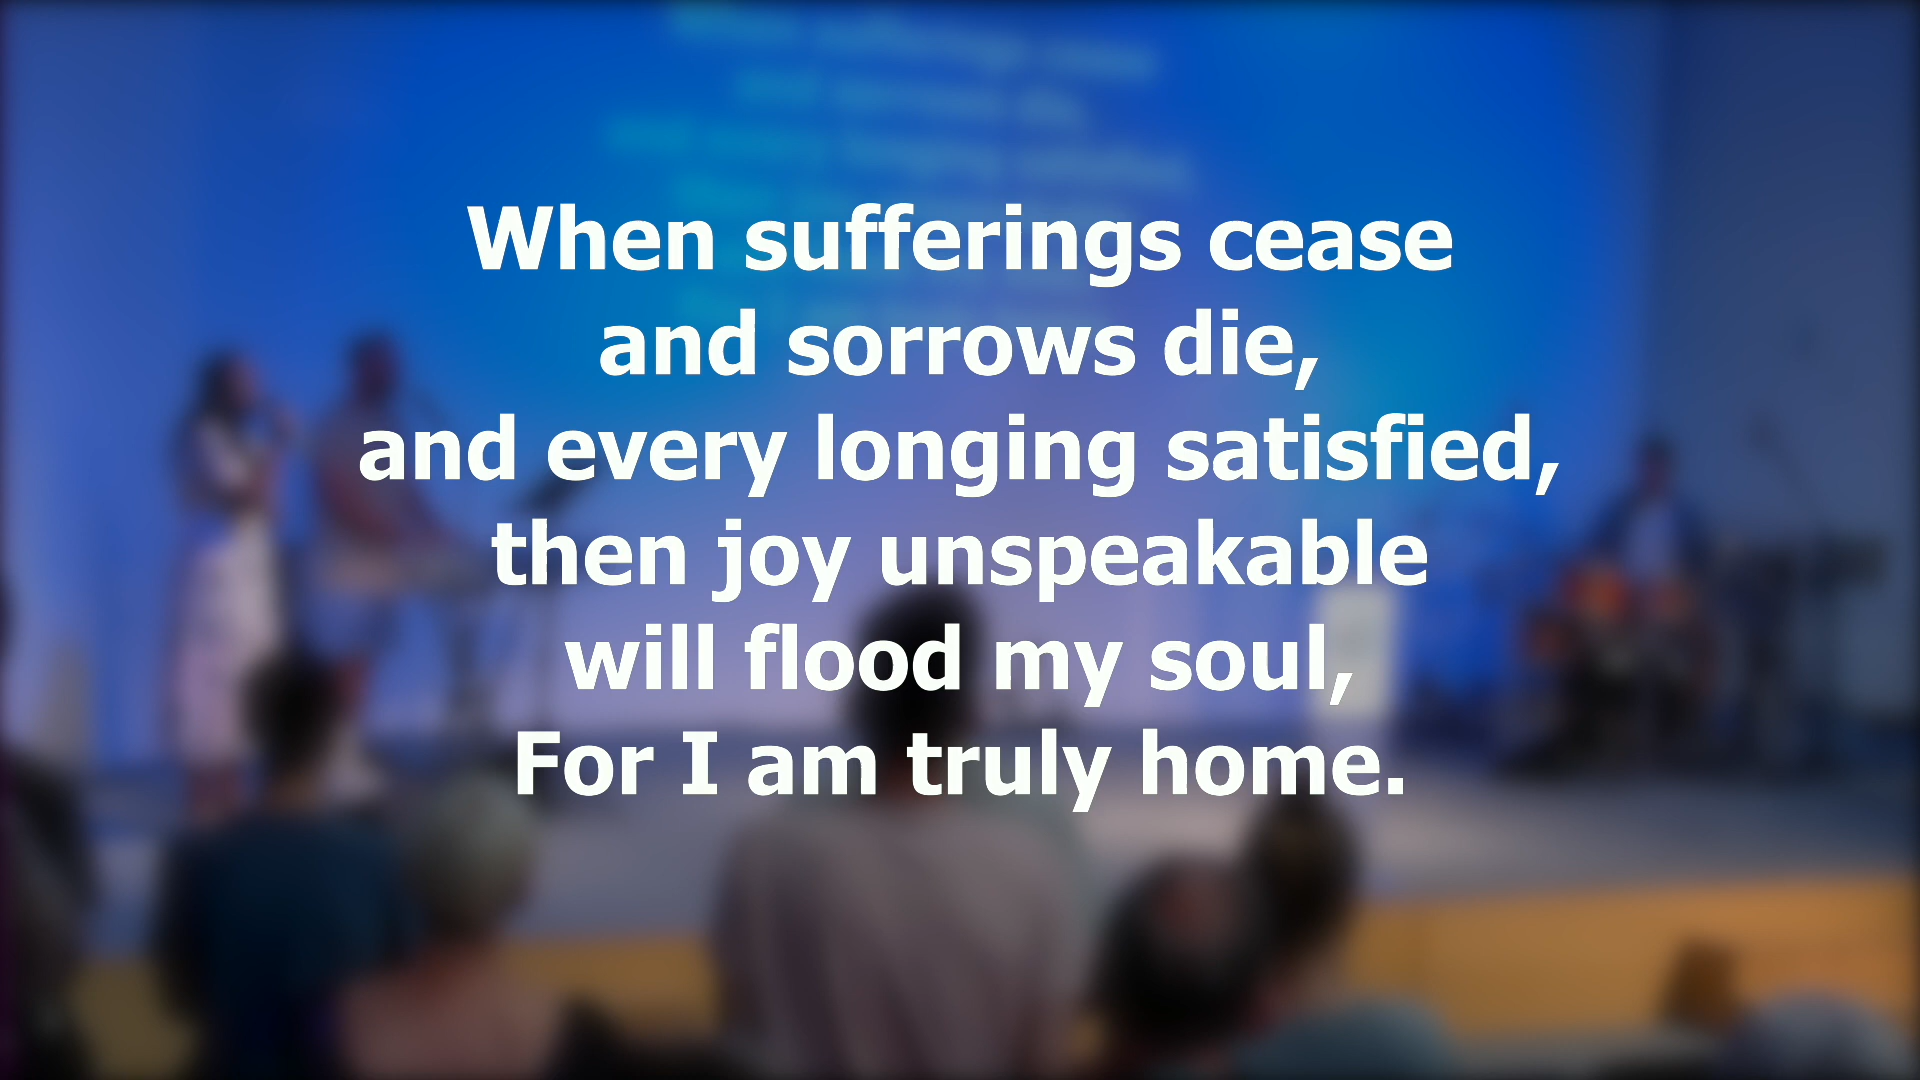 When sufferings cease
and sorrows die,
and every longing satisfied,
then joy unspeakable
will flood my soul,
For I am truly home.